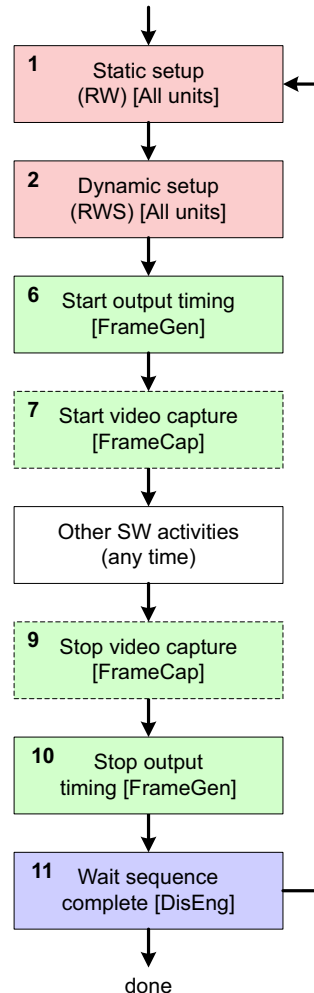 1 Static setup
(RW) [All units]
2 Dynamic setup
(RWS) [All units]
6 Start output timing
[FrameGen]
7 Start video capture
[FrameCap]
Other SW activities
(any time)
9 Stop video capture
[FrameCap]
10 Stop output
timing [FrameGen]
11 Wait sequence
complete [DisEng]
done